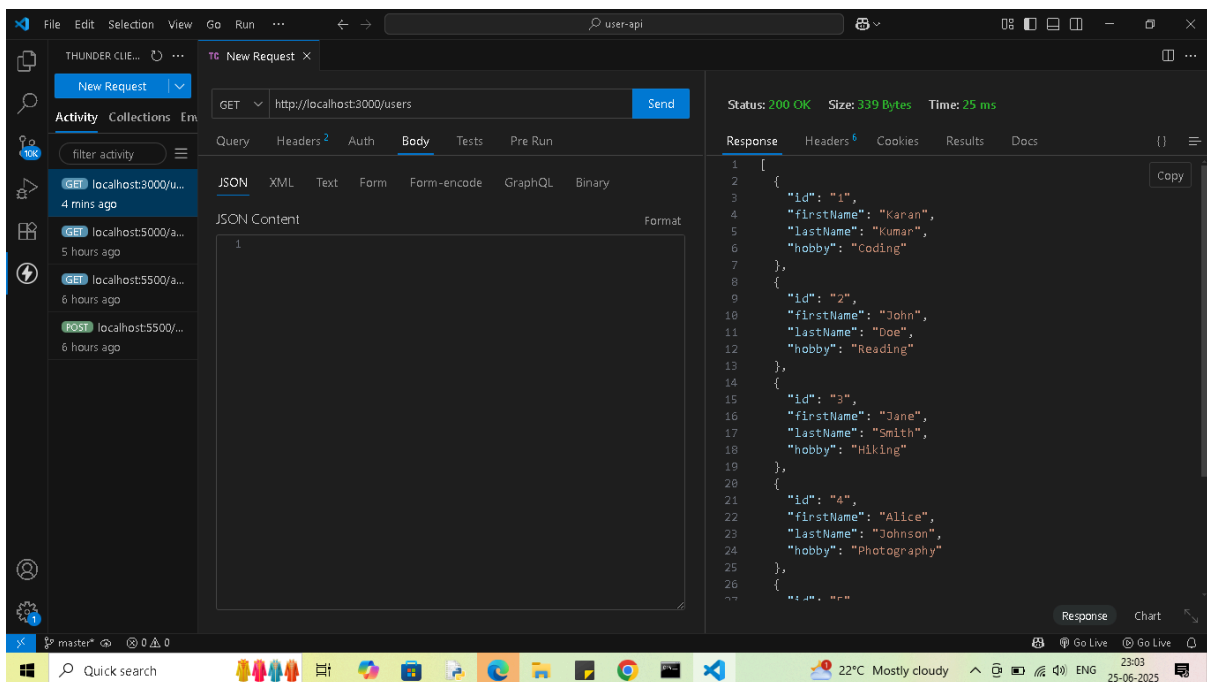 File Edit Selection View Go Run ··· user-api
THUNDER CLIE... ···
New Request
Activity Collections En
filter activity
GET localhost:3000/u...
4 mins ago
GET localhost:5000/a...
5 hours ago
GET localhost:5500/a...
6 hours ago
POST localhost:5500/...
6 hours ago
10K
1
TC New Request ×
GET http://localhost:3000/users Send
Query Headers 2 Auth Body Tests Pre Run
JSON XML Text Form Form-encode GraphQL Binary
JSON Content Format
1
Status: 200 OK Size: 339 Bytes Time: 25 ms
Response Headers 6 Cookies Results Docs {}
Copy
1 [
2 {
3 "id": "1",
4 "firstName": "Karan",
5 "lastName": "Kumar",
6 "hobby": "Coding"
7 },
8 {
9 "id": "2",
10 "firstName": "John",
11 "lastName": "Doe",
12 "hobby": "Reading"
13 },
14 {
15 "id": "3",
16 "firstName": "Jane",
17 "lastName": "Smith",
18 "hobby": "Hiking"
19 },
20 {
21 "id": "4",
22 "firstName": "Alice",
23 "lastName": "Johnson",
24 "hobby": "Photography"
25 },
26 {
27 "id": "5"
Response Chart
master* 0 0 Go Live Go Live
Quick search 22°C Mostly cloudy ENG 23:03
25-06-2025